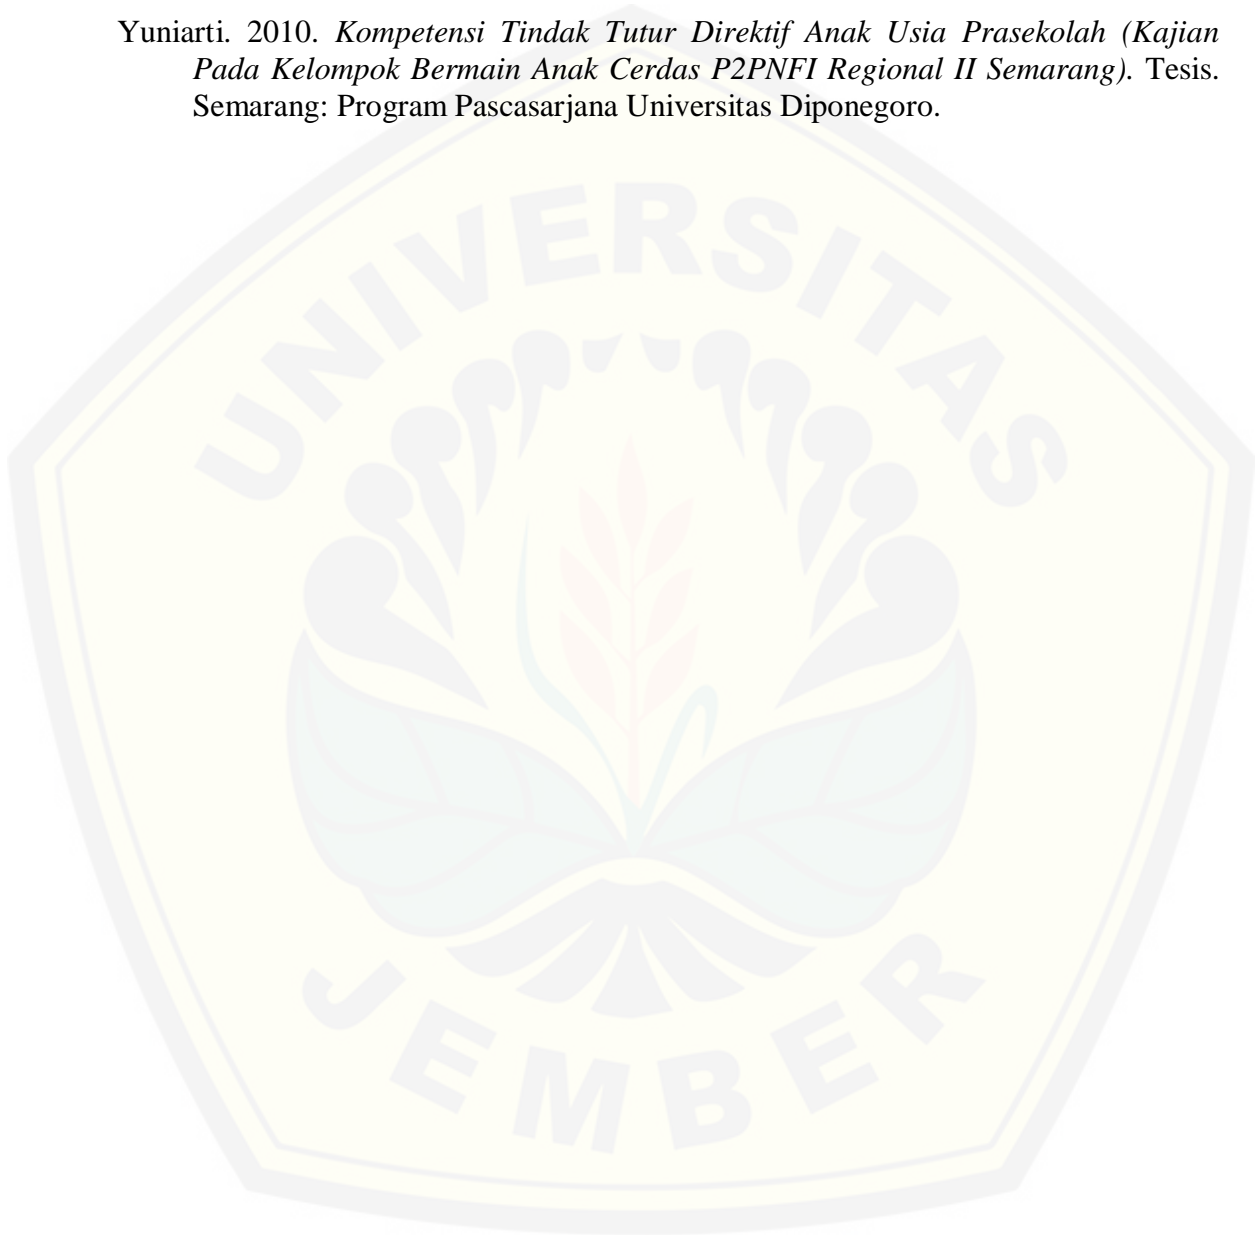 Yuniarti. 2010. Kompetensi Tindak Tutur Direktif Anak Usia Prasekolah (Kajian
Pada Kelompok Bermain Anak Cerdas P2PNFI Regional II Semarang). Tesis.
Semarang: Program Pascasarjana Universitas Diponegoro.
UNIVERSITAS
JEMBER